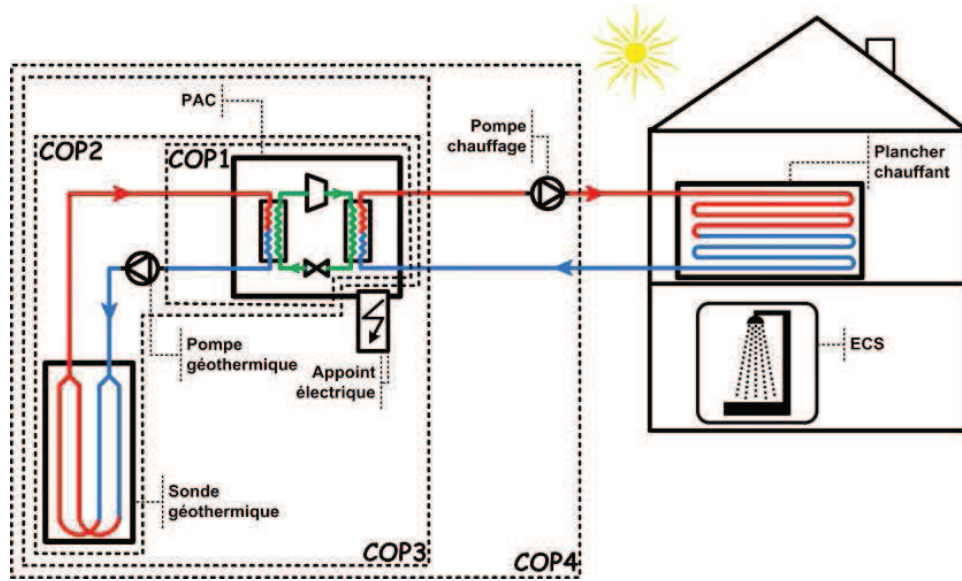 PAC
COP2
COP1
Pompe
chauffage
Plancher
chauffant
Pompe
géothermique
Appoint
électrique
ECS
Sonde
géothermique
COP3
COP4